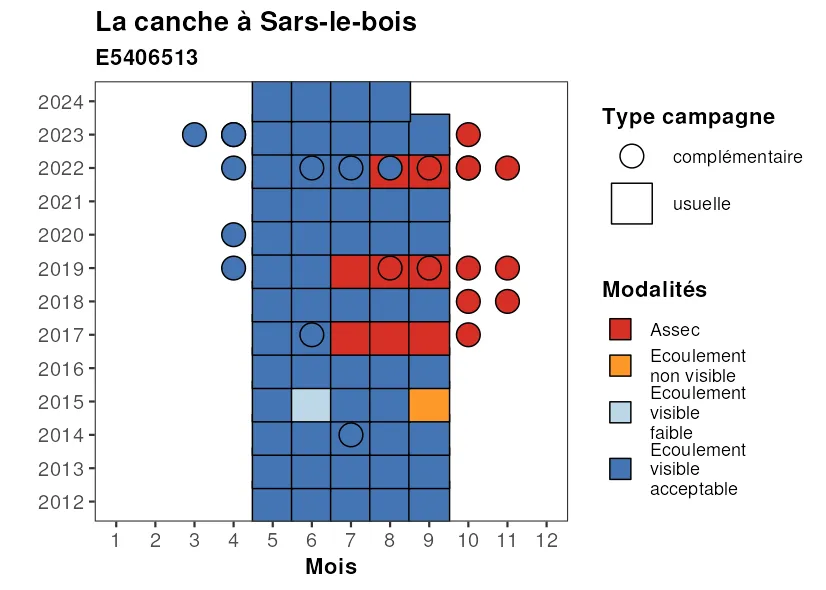 La canche à Sars-le-bois
E5406513
2024
2023
2022
2021
2020
2019
2018
2017
2016
2015
2014
2013
2012
1 2 3 4 5 6 7 8 9 10 11 12
Mois
Type campagne
complémentaire
usuelle
Modalités
Assec
Ecoulement
non visible
Ecoulement
visible
faible
Ecoulement
visible
acceptable